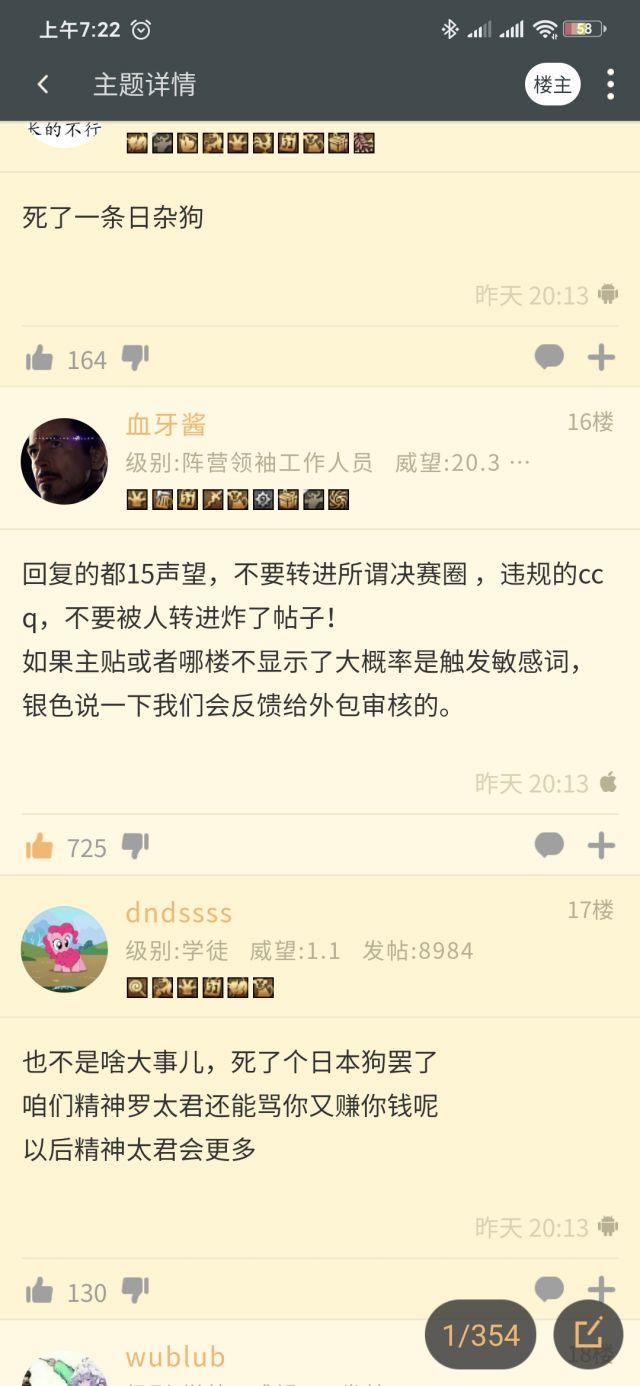 上午7:22
58
主题详情
楼主
长的不行
死了一条日杂狗
昨天 20:13
164
血牙酱
16楼
级别:阵营领袖工作人员 威望:20.3 …
回复的都15声望，不要转进所谓决赛圈，违规的cc
q，不要被人转进炸了帖子！
如果主贴或者哪楼不显示了大概率是触发敏感词，
银色说一下我们会反馈给外包审核的。
昨天 20:13
725
dndssss
17楼
级别:学徒 威望:1.1 发帖:8984
也不是啥大事儿，死了个日本狗罢了
咱们精神罗太君还能骂你又赚你钱呢
以后精神太君会更多
昨天 20:13
130
1/354
wublub
18楼